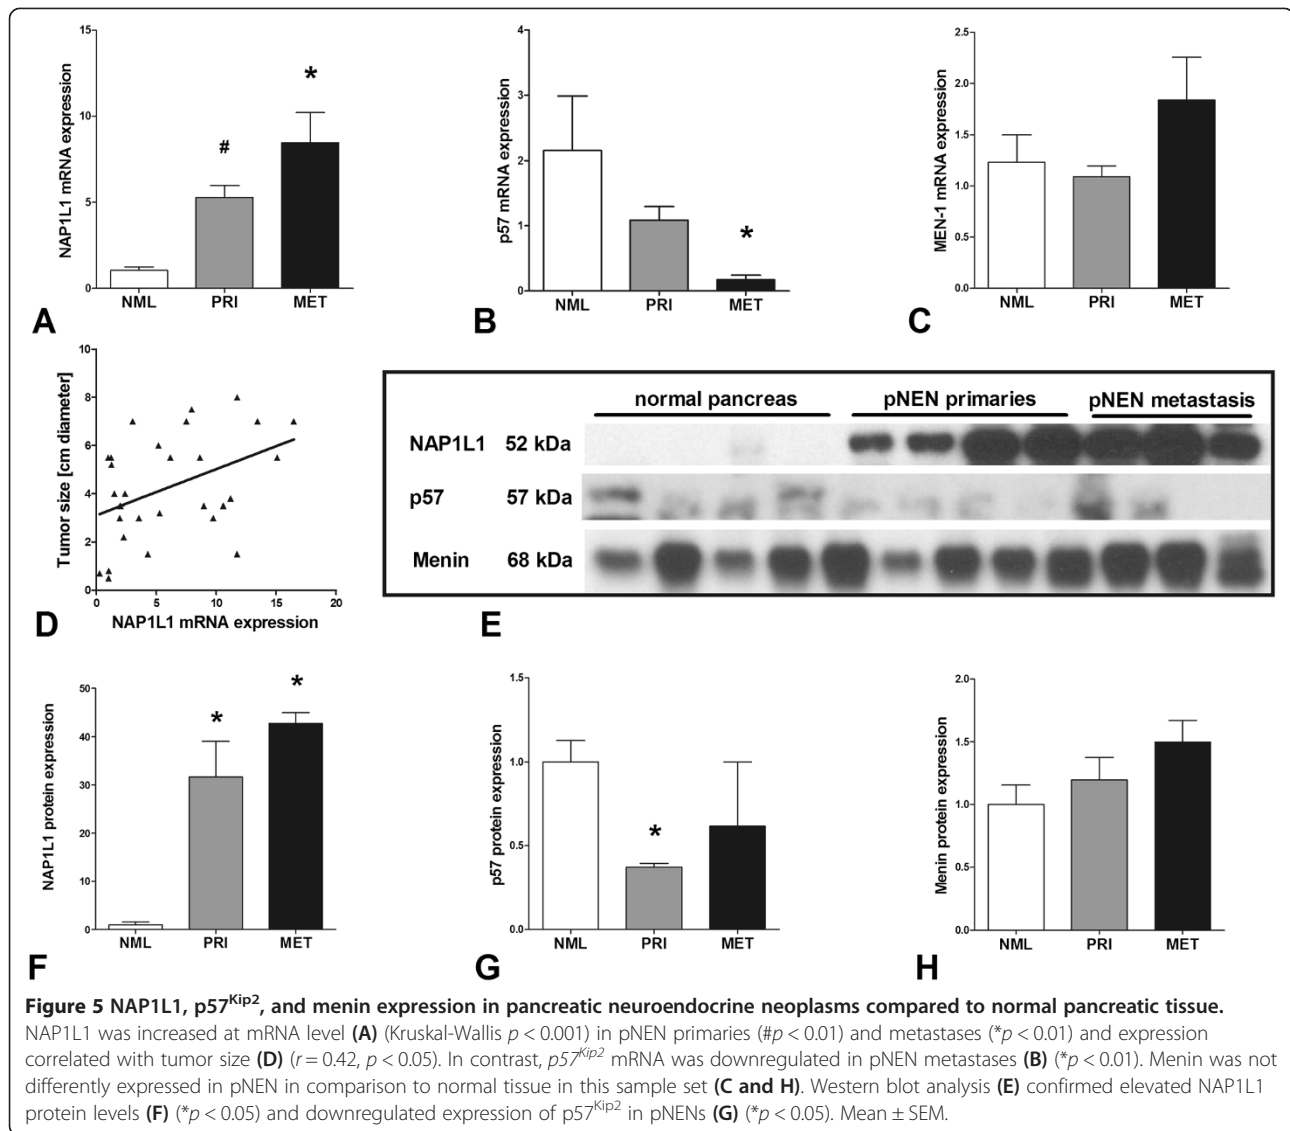 15
10
5
0
NAP1L1 mRNA expression
#
*
NML PRI MET
A
4
3
2
1
0
p57 mRNA expression
*
NML PRI MET
B
2.5
2.0
1.5
1.0
0.5
0.0
MEN-1 mRNA expression
NML PRI MET
C
10
8
6
4
2
0
Tumor size [cm diameter]
0 5 10 15 20
NAP1L1 mRNA expression
D
normal pancreas pNEN primaries pNEN metastasis
NAP1L1 52 kDa
p57 57 kDa
Menin 68 kDa
E
50
40
30
20
10
0
NAP1L1 protein expression
*
*
NML PRI MET
F
1.5
1.0
0.5
0.0
p57 protein expression
*
NML PRI MET
G
2.0
1.5
1.0
0.5
0.0
Menin protein expression
NML PRI MET
H
Figure 5 NAP1L1, p57Kip2, and menin expression in pancreatic neuroendocrine neoplasms compared to normal pancreatic tissue.
NAP1L1 was increased at mRNA level (A) (Kruskal-Wallis p < 0.001) in pNEN primaries (#p < 0.01) and metastases (*p < 0.01) and expression
correlated with tumor size (D) (r = 0.42, p < 0.05). In contrast, p57Kip2 mRNA was downregulated in pNEN metastases (B) (*p < 0.01). Menin was not
differently expressed in pNEN in comparison to normal tissue in this sample set (C and H). Western blot analysis (E) confirmed elevated NAP1L1
protein levels (F) (*p < 0.05) and downregulated expression of p57Kip2 in pNENs (G) (*p < 0.05). Mean ± SEM.